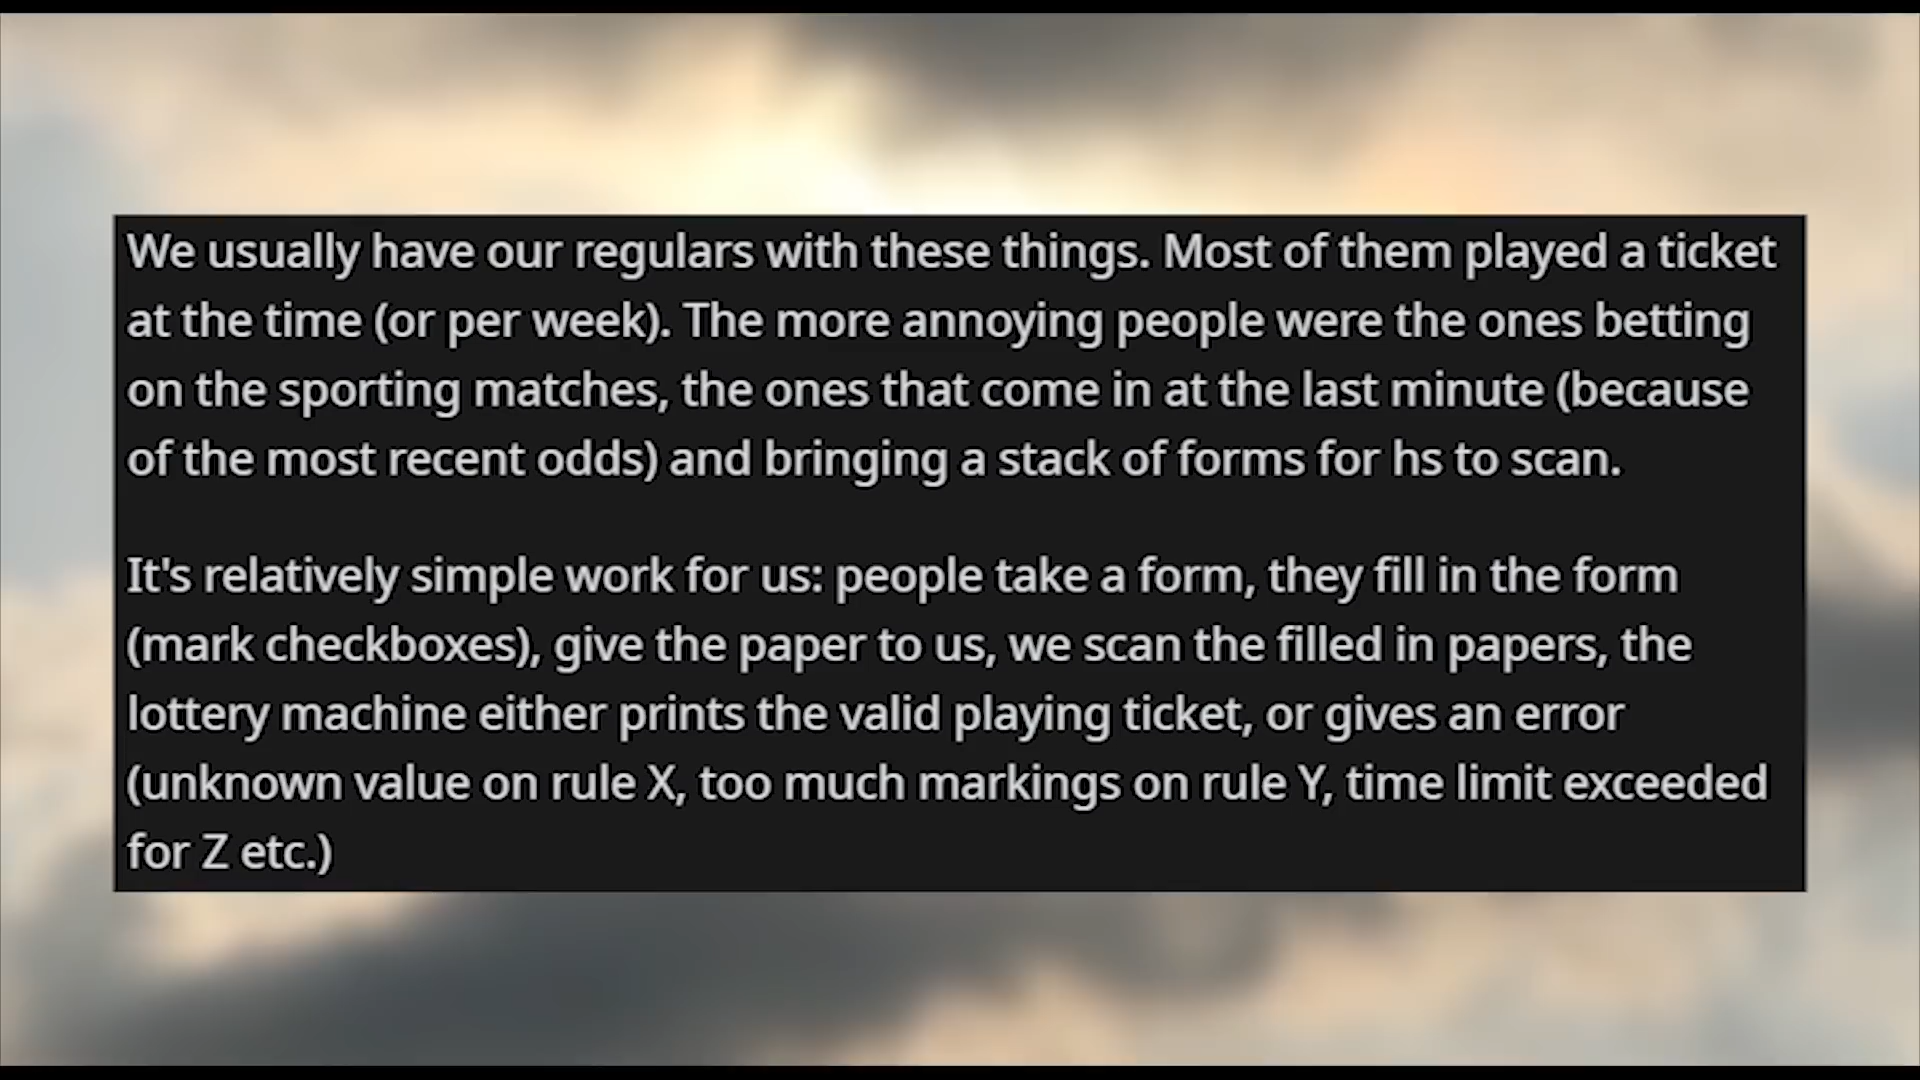 We usually have our regulars with these things. Most of them played a ticket
at the time (or per week). The more annoying people were the ones betting
on the sporting matches, the ones that come in at the last minute (because
of the most recent odds) and bringing a stack of forms for hs to scan.
It's relatively simple work for us: people take a form, they fill in the form
(mark checkboxes), give the paper to us, we scan the filled in papers, the
lottery machine either prints the valid playing ticket, or gives an error
(unknown value on rule X, too much markings on rule Y, time limit exceeded
for Z etc.)